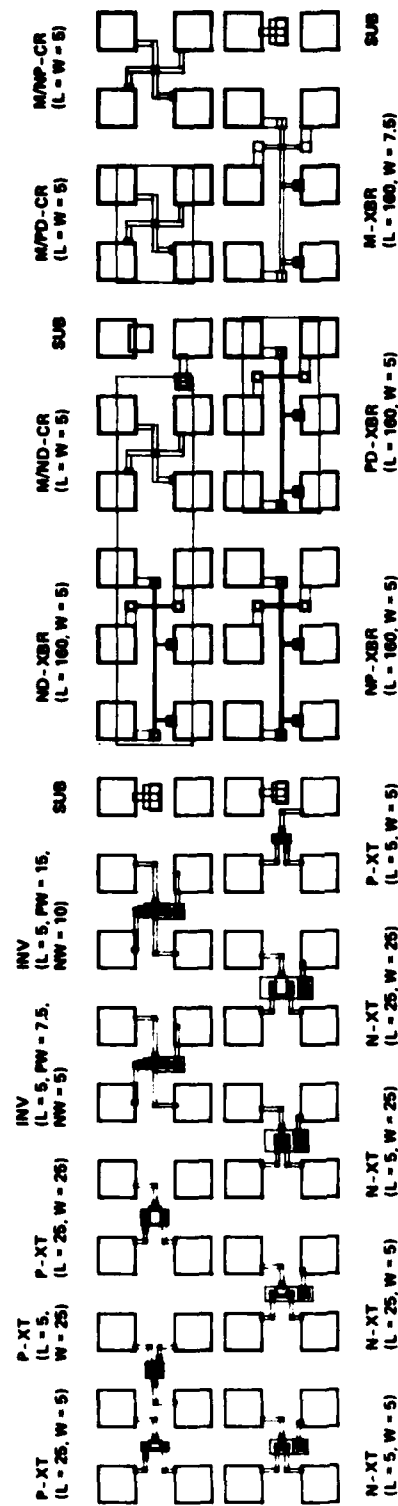 P-XT
(L = 25, W = 5)
P-XT
(L = 5,
W = 25)
P-XT
(L = 25, W = 25)
INV
(L = 5, PW = 7.5,
NW = 5)
INV
(L = 5, PW = 15,
NW = 10)
SUB
ND-XBR
(L = 160, W = 5)
M/ND-CR
(L = W = 5)
SUB
M/PD-CR
(L = W = 5)
M/NP-CR
(L = W = 5)
N-XT
(L = 5, W = 5)
N-XT
(L = 25, W = 5)
N-XT
(L = 5, W = 25)
N-XT
(L = 25, W = 25)
P-XT
(L = 5, W = 5)
NP-XBR
(L = 160, W = 5)
PD-XBR
(L = 160, W = 5)
M-XBR
(L = 160, W = 7.5)
SUB